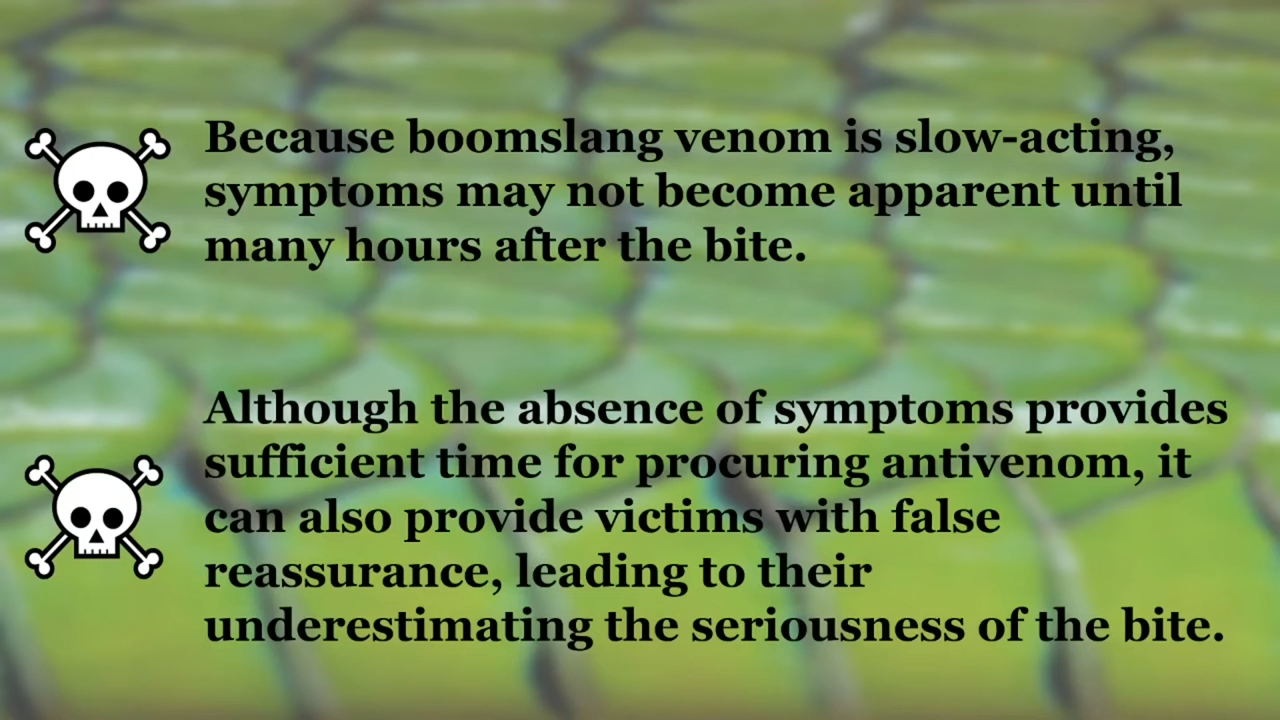 Because boomslang venom is slow-acting,
symptoms may not become apparent until
many hours after the bite.
Although the absence of symptoms provides
sufficient time for procuring antivenom, it
can also provide victims with false
reassurance, leading to their
underestimating the seriousness of the bite.